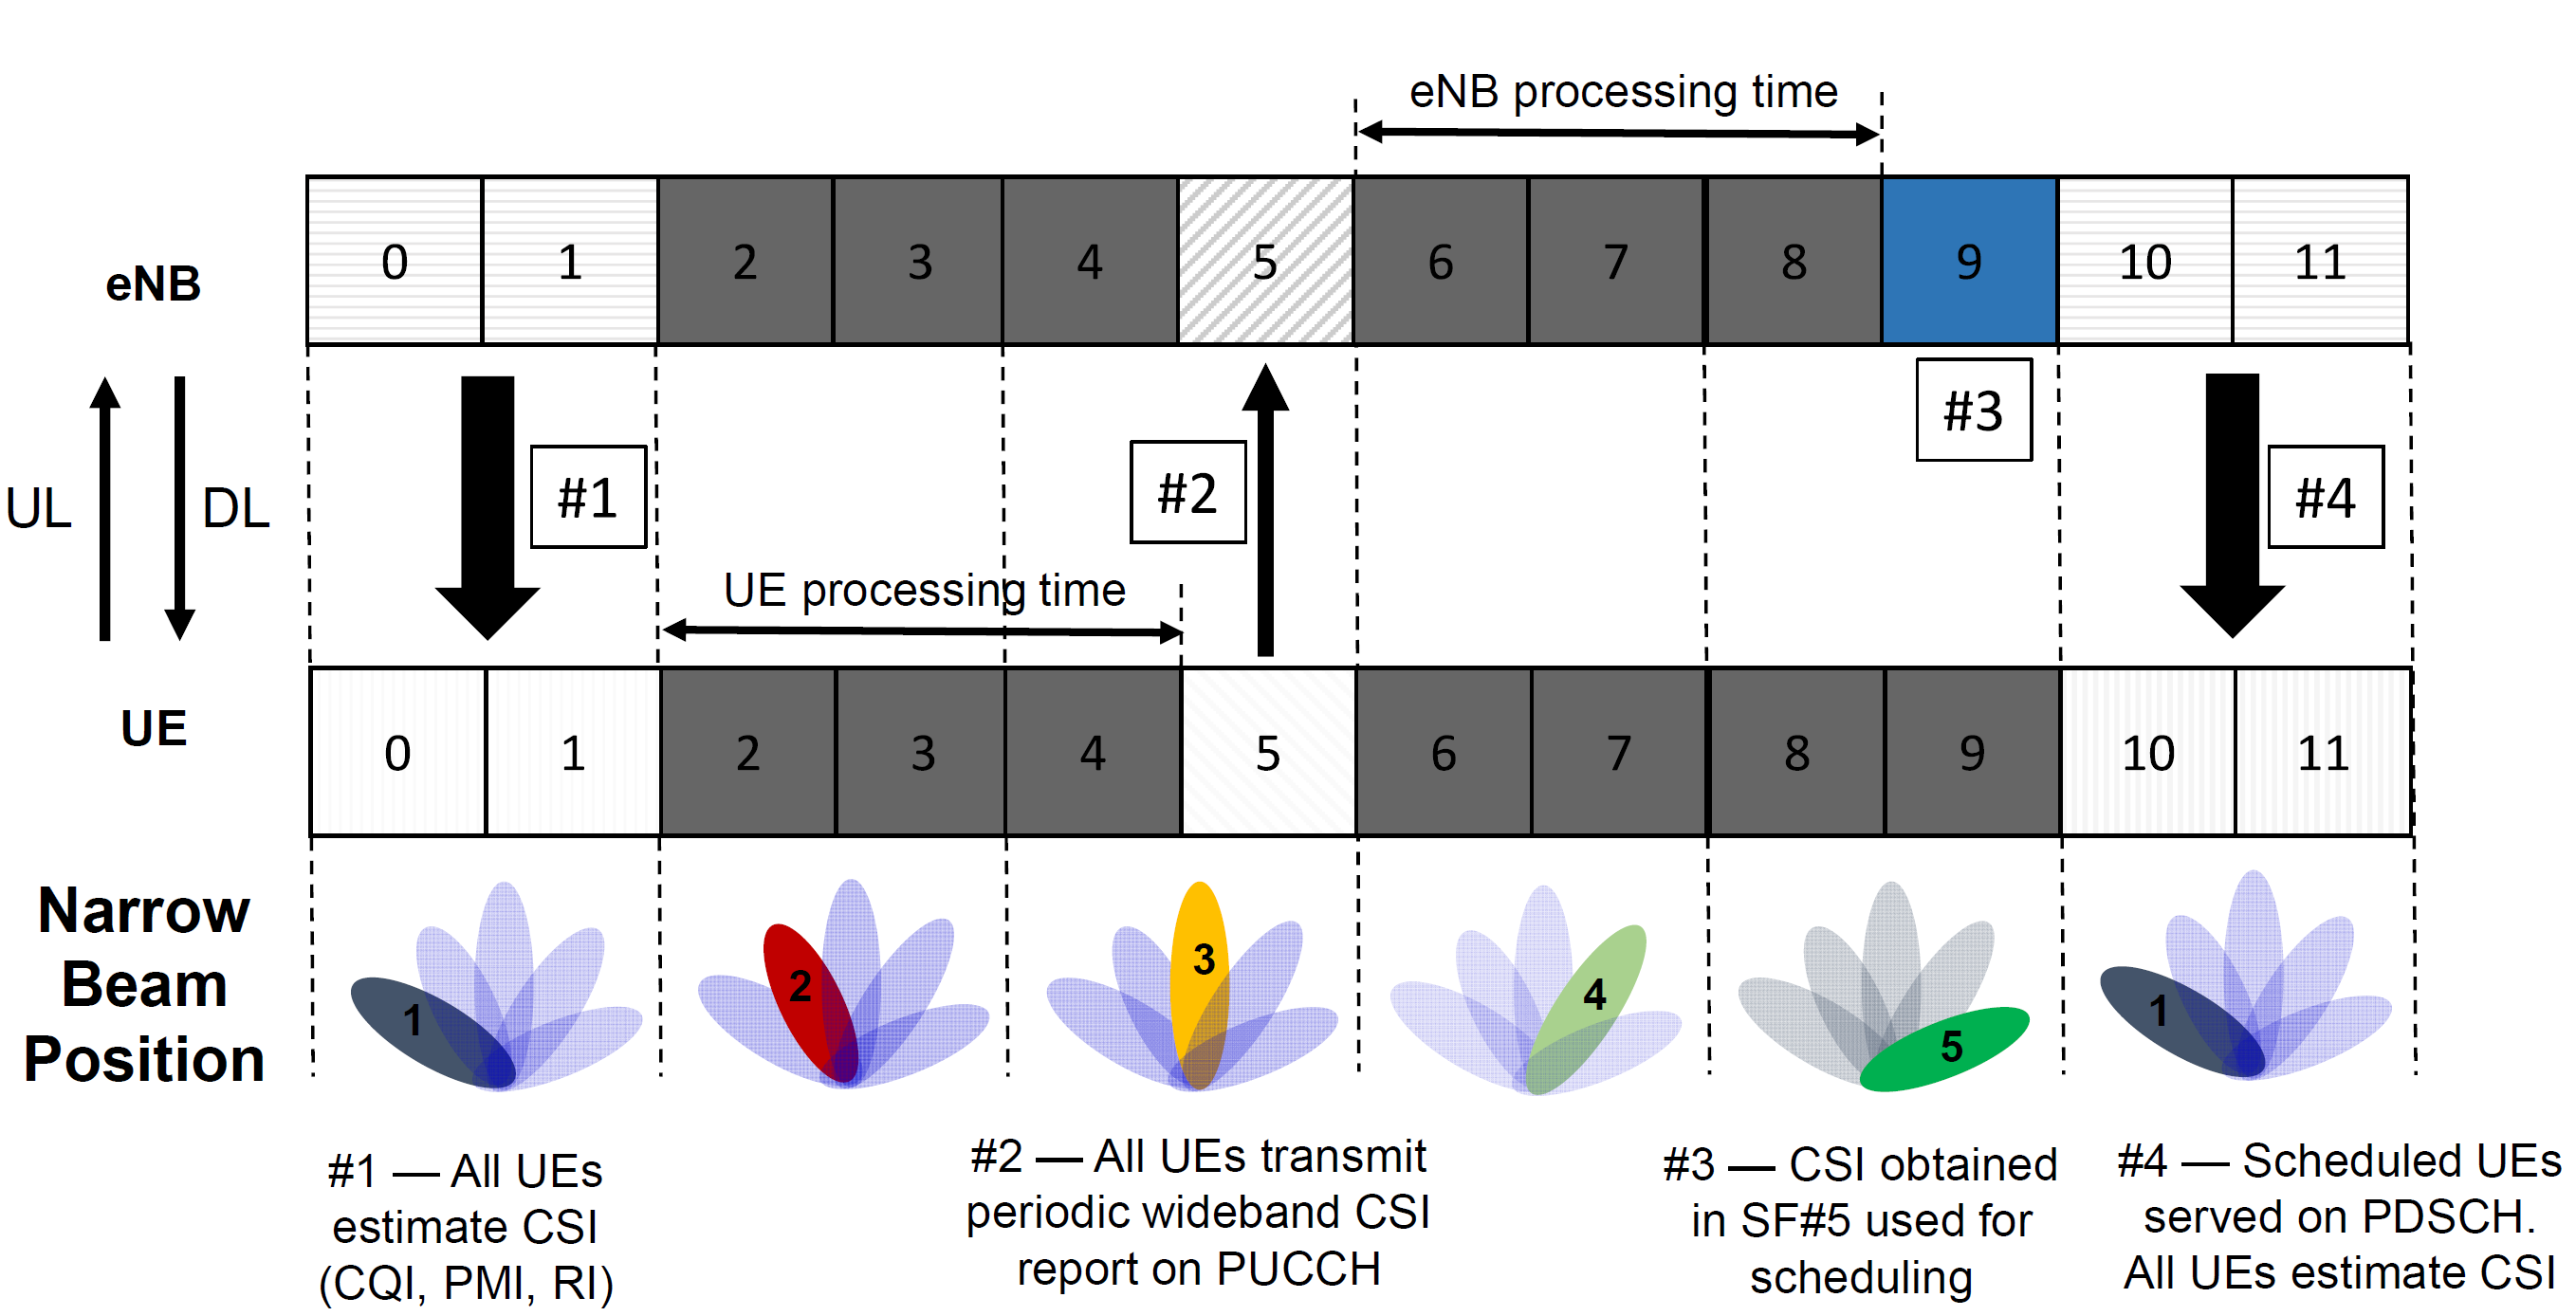 eNB processing time
eNB
0 1 2 3 4 5 6 7 8 9 10 11
UL
DL
#1
#2
#3
#4
UE processing time
UE
0 1 2 3 4 5 6 7 8 9 10 11
Narrow
Beam
Position
1
2
3
4
5
1
#1 — All UEs
estimate CSI
(CQI, PMI, RI)
#2 — All UEs transmit
periodic wideband CSI
report on PUCCH
#3 — CSI obtained
in SF#5 used for
scheduling
#4 — Scheduled UEs
served on PDSCH.
All UEs estimate CSI